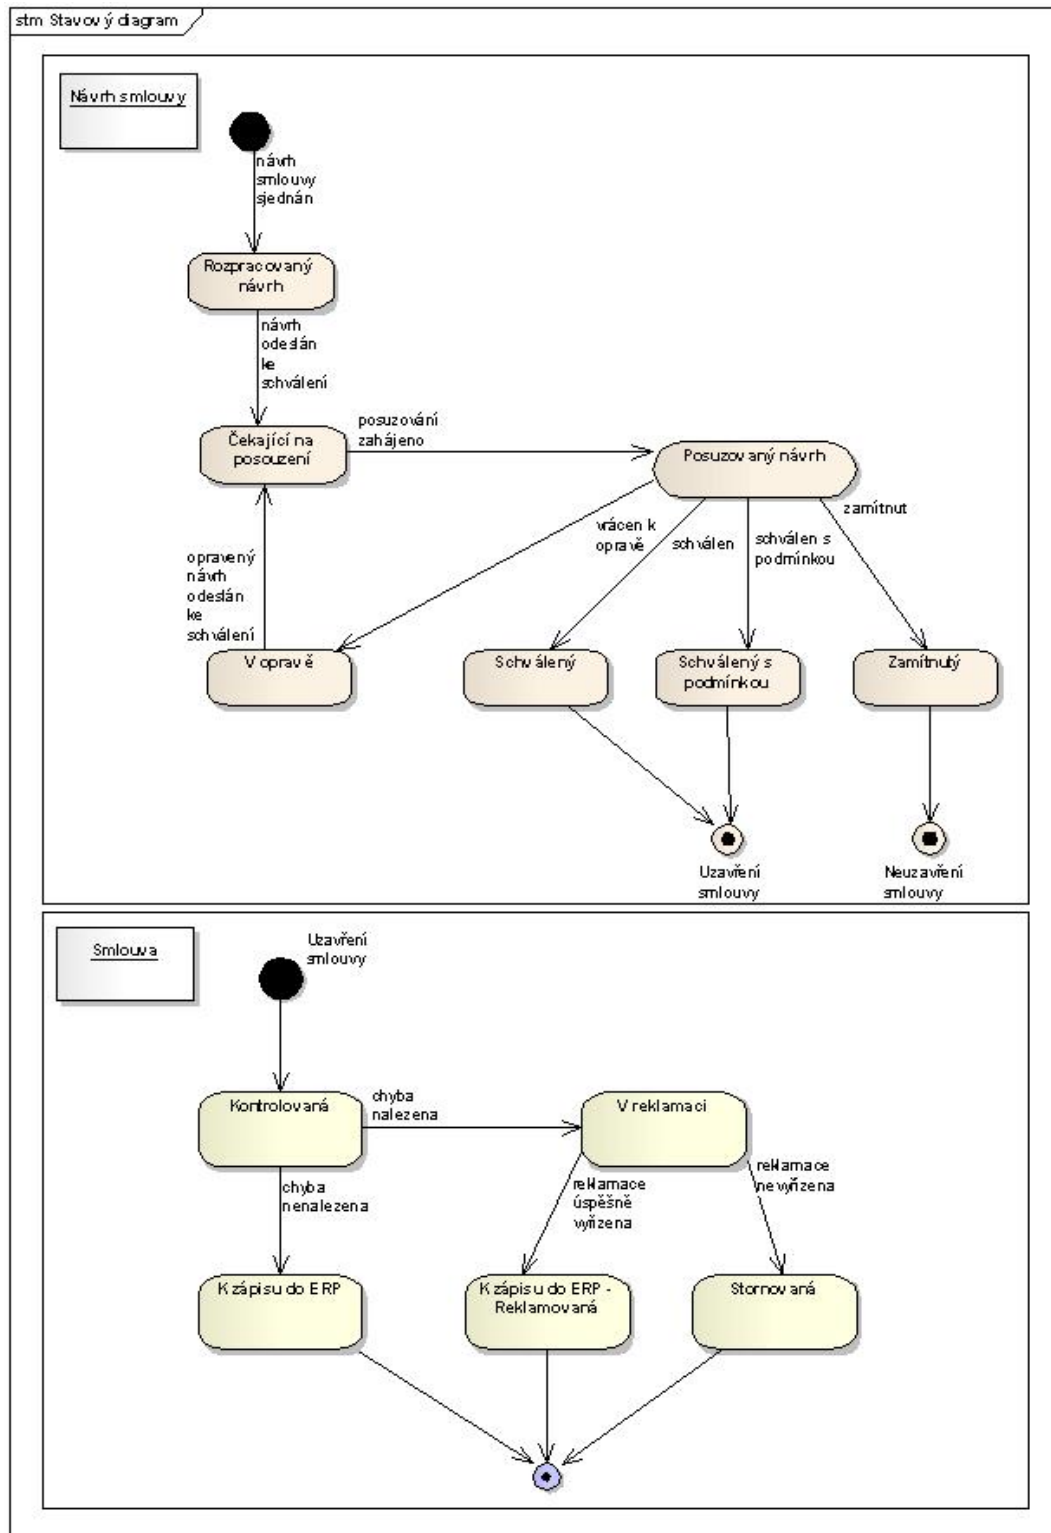 stm Stavový diagram
Návrh smlouvy
návrh
smlouvy
sjednán
Rozpracovaný
návrh
návrh
odeslán
ke
schválení
Čekající na
posouzení
posuzování
zahájeno
Posuzovaný návrh
vrácen k
opravě
schválen
schválen s
podmínkou
zamítnut
opravený
návrh
odeslán
ke
schválení
V opravě
Schválený
Schválený s
podmínkou
Zamítnutý
Uzavření
smlouvy
Neuzavření
smlouvy
Smlouva
Uzavření
smlouvy
Kontrolovaná
chyba
nalezena
V reklamaci
chyba
nenalezena
reklamace
úspěšně
vyřízena
reklamace
nevyřízena
K zápisu do ERP
K zápisu do ERP -
Reklamovaná
Stornovaná